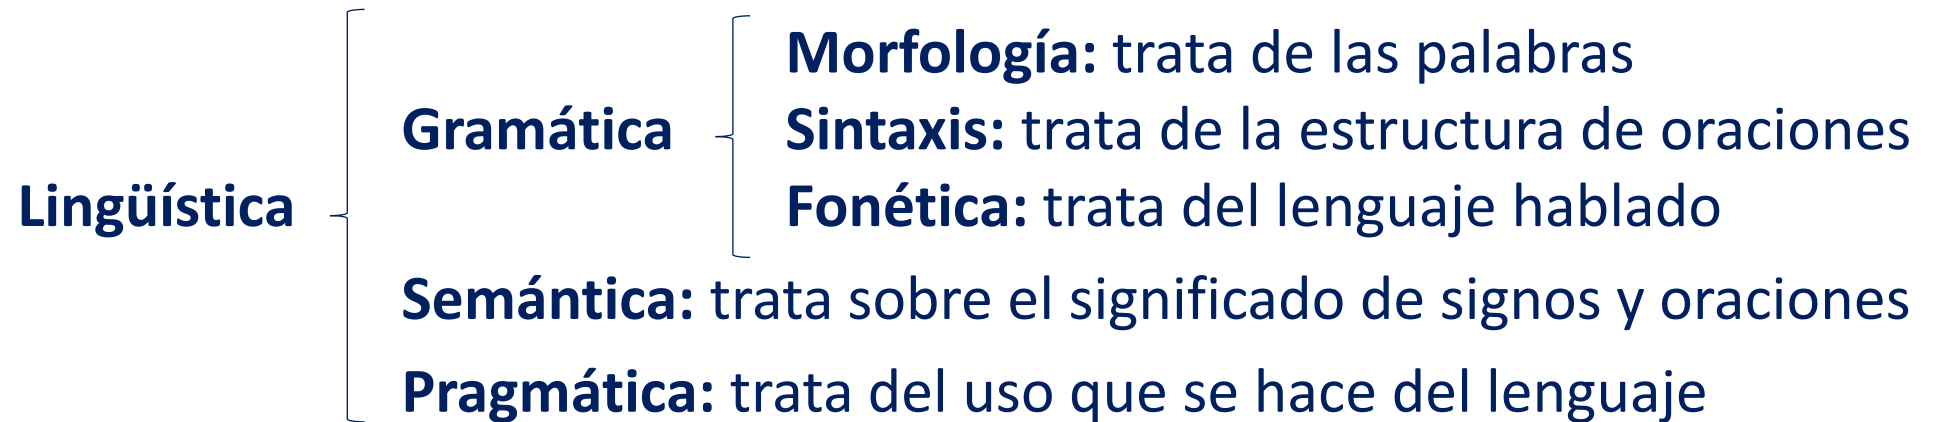 Morfología: trata de las palabras
Gramática Sintaxis: trata de la estructura de oraciones
Lingüística Fonética: trata del lenguaje hablado
Semántica: trata sobre el significado de signos y oraciones
Pragmática: trata del uso que se hace del lenguaje